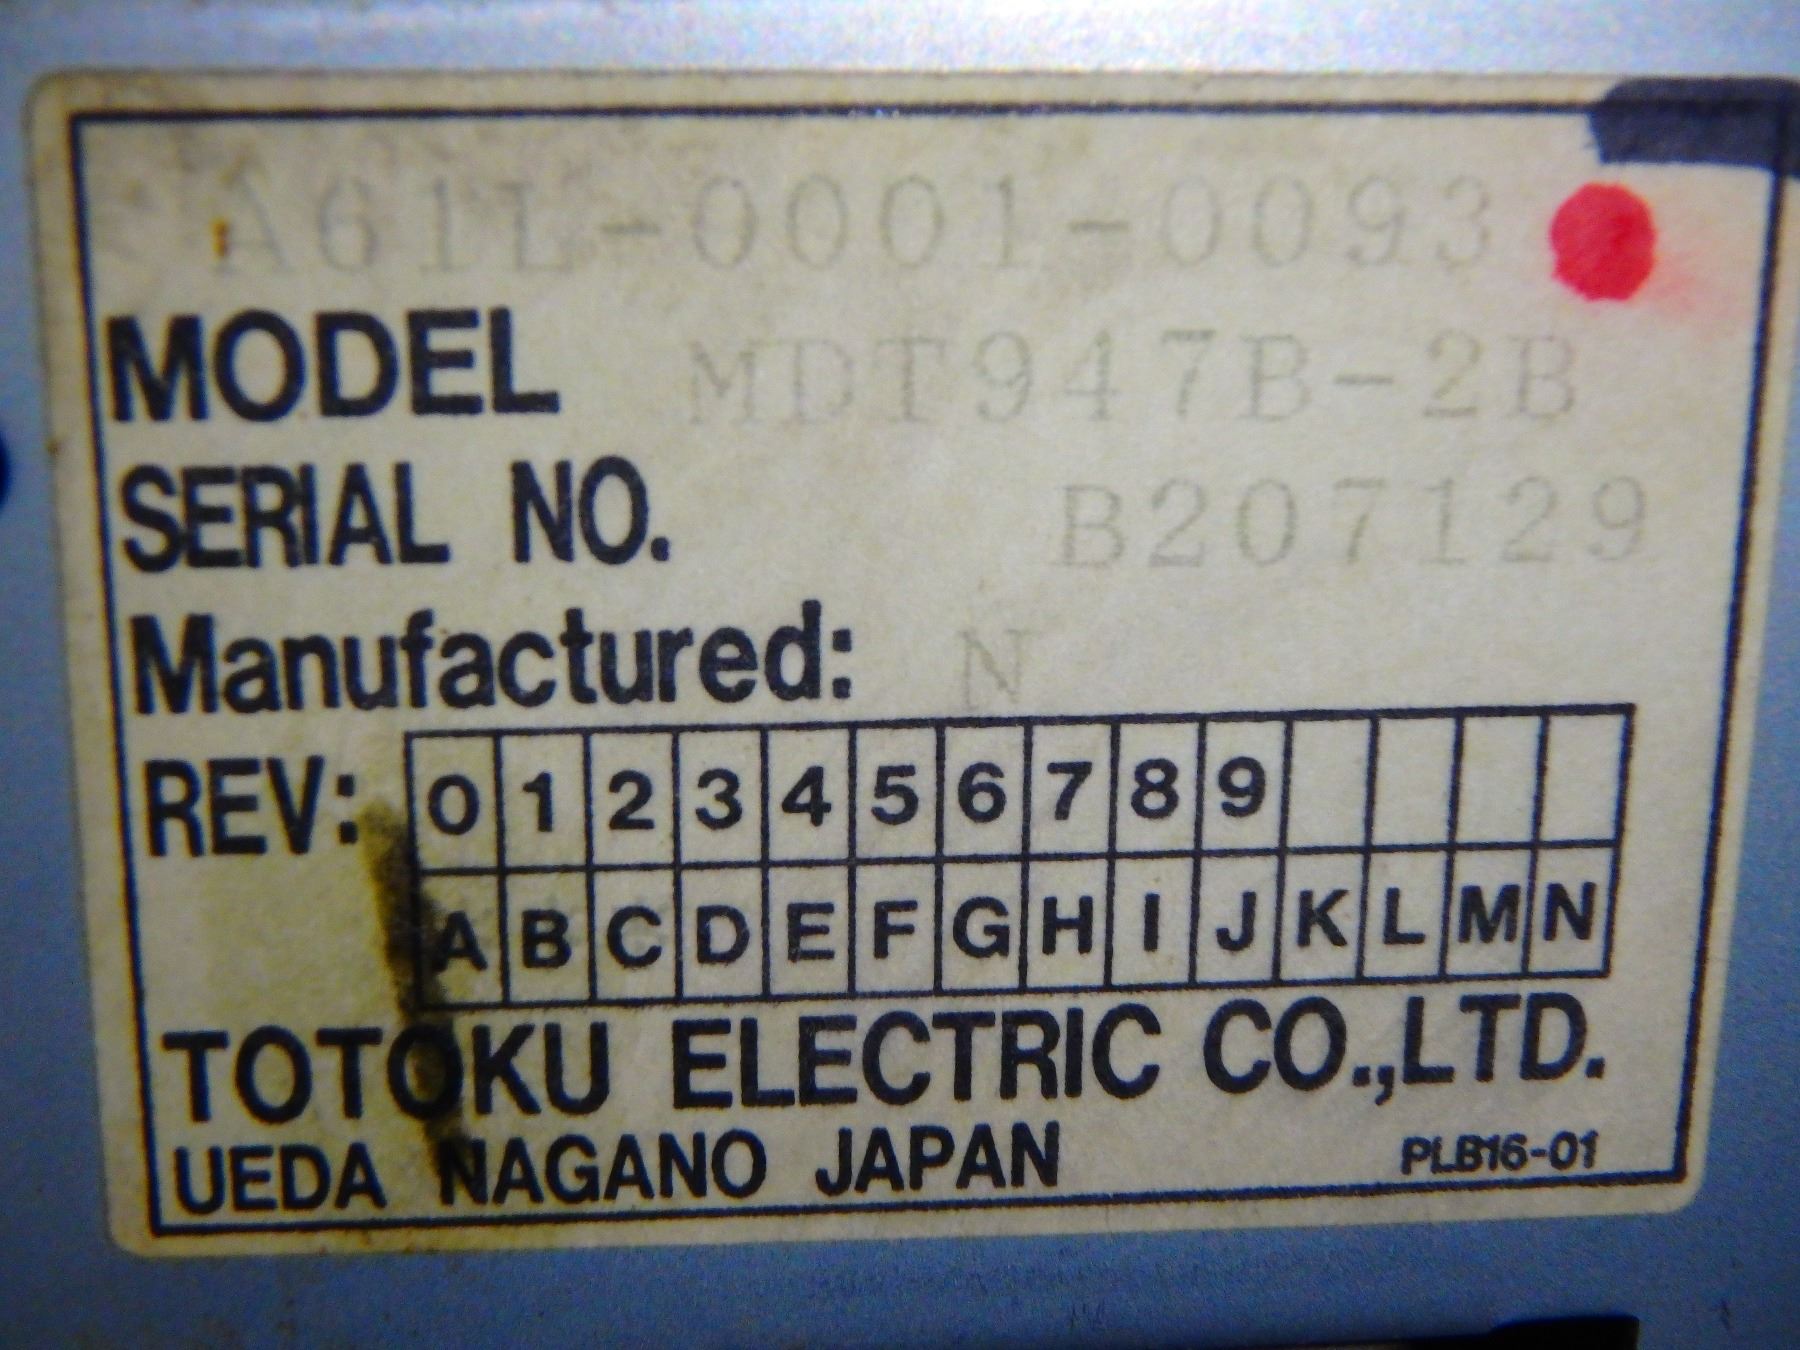 A61L-0001-0093
MODEL MDT947B-2B
SERIAL NO. B207129
Manufactured: N
REV: 0 1 2 3 4 5 6 7 8 9
A B C D E F G H I J K L M N
TOTOKU ELECTRIC CO.,LTD.
UEDA NAGANO JAPAN PLB16-01